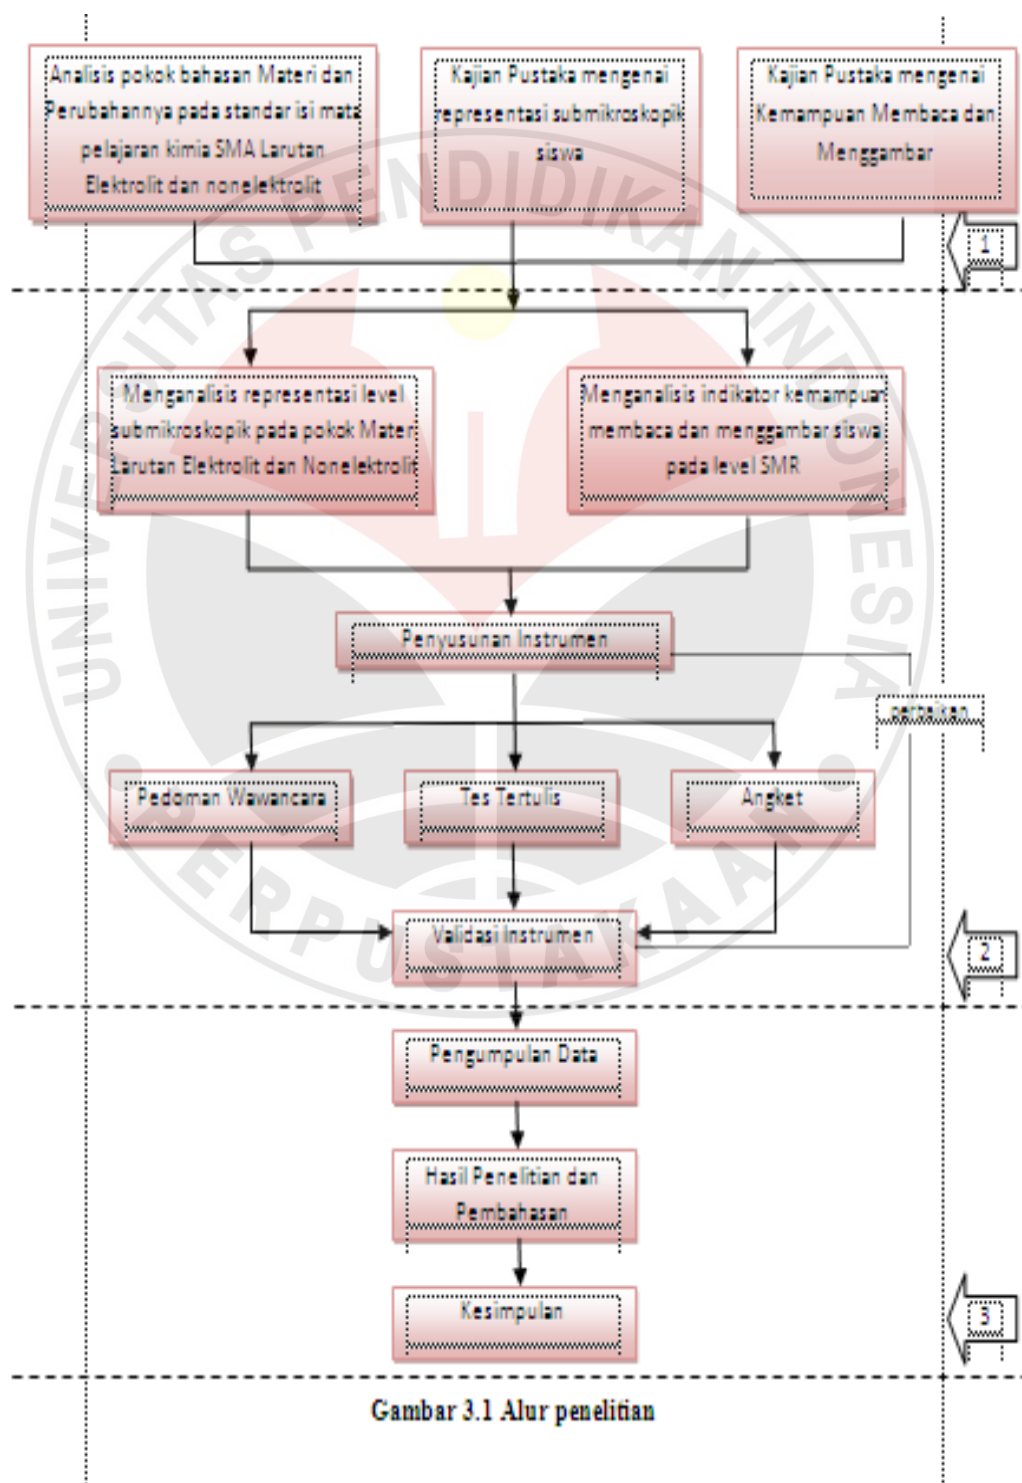 Analisis pokok bahasan Materi dan
Perubahannya pada standar isi mata
pelajaran kimia SMA Larutan
Elektrolit dan nonelektrolit
Kajian Pustaka mengenai
representasi submikroskopik
siswa
Kajian Pustaka mengenai
Kemampuan Membaca dan
Menggambar
1
Menganalisis representasi level
submikroskopik pada pokok Materi
Larutan Elektrolit dan Nonelektrolit
Menganalisis indikator kemampuan
membaca dan menggambar siswa
pada level SMR
Penyusunan Instrumen
perbaikan
Pedoman Wawancara
Tes Tertulis
Angket
Validasi Instrumen
2
Pengumpulan Data
Hasil Penelitian dan
Pembahasan
Kesimpulan
3
Gambar 3.1 Alur penelitian
UNIVERSITAS PENDIDIKAN INDONESIA
PERPUSTAKAAN